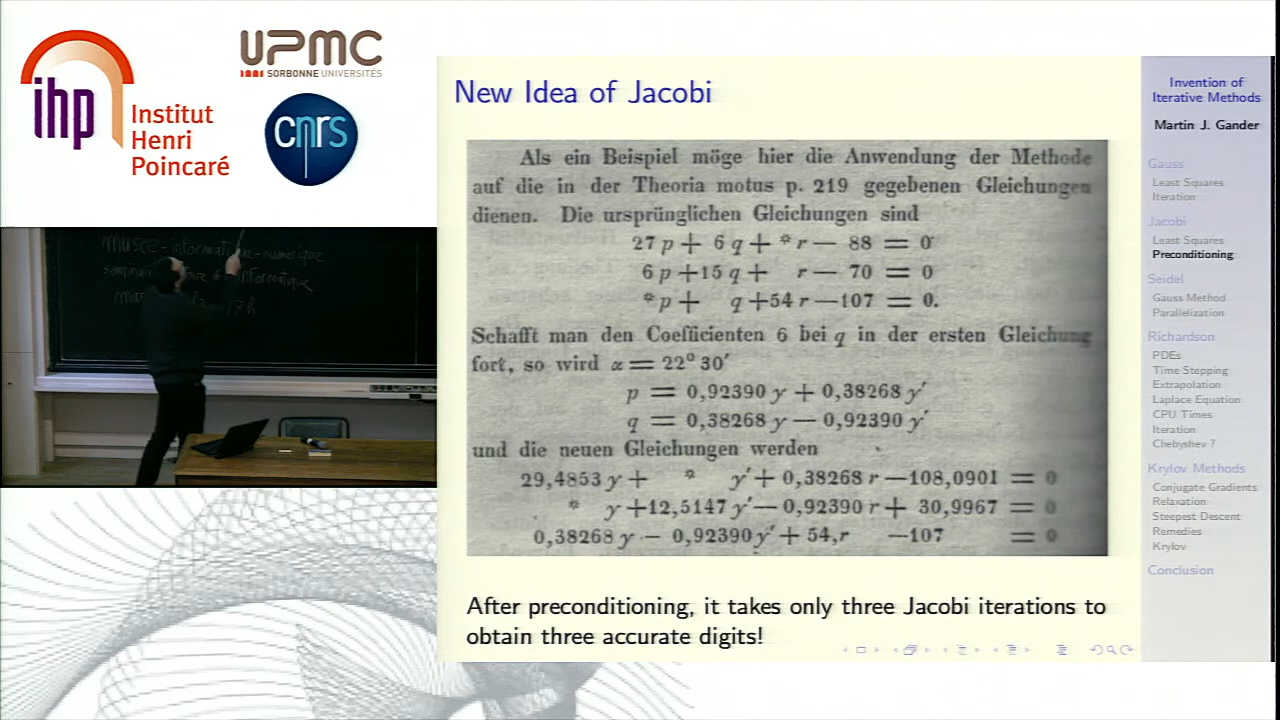 ihp
Institut
Henri
Poincaré
UPMC
SORBONNE UNIVERSITÉS
cnrs
numérique
17h
New Idea of Jacobi
Als ein Beispiel möge hier die Anwendung der Methode
auf die in der Theoria motus p. 219 gegebenen Gleichungen
dienen. Die ursprünglichen Gleichungen sind
27 p + 6 q + * r — 88 = 0
6 p + 15 q + r — 70 = 0
* p + q + 54 r — 107 = 0.
Schafft man den Coefficienten 6 bei q in der ersten Gleichung
fort, so wird α = 22° 30′
p = 0,92390 y + 0,38268 y′
q = 0,38268 y — 0,92390 y′
und die neuen Gleichungen werden
29,4853 y + * y′ + 0,38268 r — 108,0901 = 0
* y + 12,5147 y′ — 0,92390 r + 30,9967 = 0
0,38268 y — 0,92390 y′ + 54, r — 107 = 0
After preconditioning, it takes only three Jacobi iterations to
obtain three accurate digits!
Invention of
Iterative Methods
Martin J. Gander
Gauss
Least Squares
Iteration
Jacobi
Least Squares
Preconditioning
Seidel
Gauss Method
Parallelization
Richardson
PDEs
Time Stepping
Extrapolation
Laplace Equation
CPU Times
Iteration
Chebyshev ?
Krylov Methods
Conjugate Gradients
Relaxation
Steepest Descent
Remedies
Krylov
Conclusion